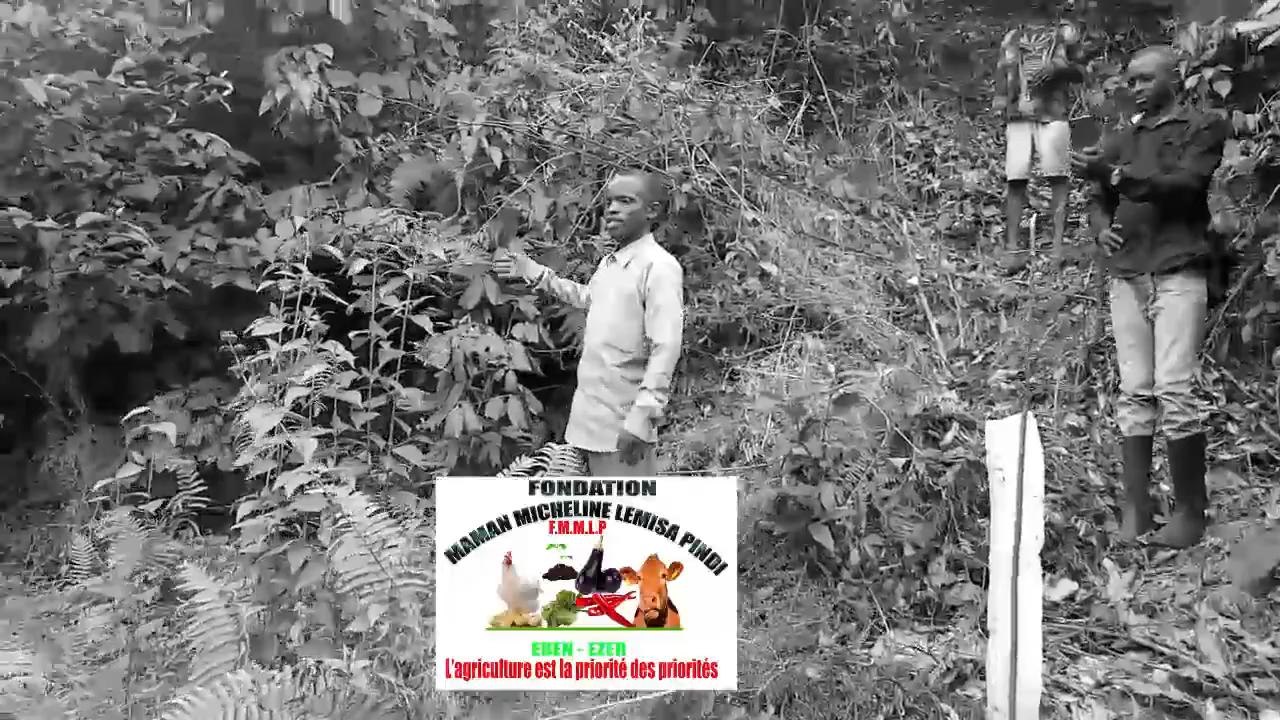 FONDATION
MAMAN MICHELINE LEMISA PINDI
F.M.M.L.P
EBEN - EZER
L'agriculture est la priorité des priorités